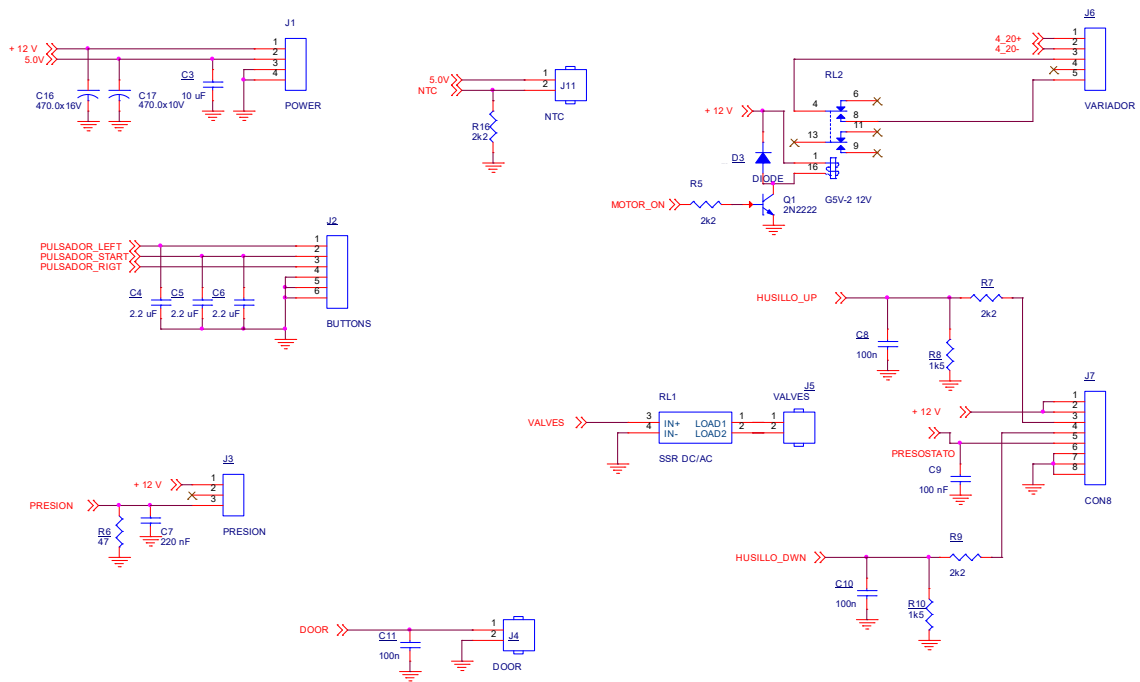 J1
+ 12 V
5.0V
1
2
3
4
C16
470.0x16V
C17
470.0x10V
C3
10 uF
POWER
5.0V
NTC
1
2
J11
NTC
R16
2k2
J6
4_20+
4_20-
1
2
3
4
5
VARIADOR
RL2
+ 12 V
4
6
8
11
13
9
1
16
D3
DIODE
G5V-2 12V
R5
MOTOR_ON
2k2
Q1
2N2222
J2
PULSADOR_LEFT
PULSADOR_START
PULSADOR_RIGT
1
2
3
4
5
6
C4
2.2 uF
C5
2.2 uF
C6
2.2 uF
BUTTONS
HUSILLO_UP
R7
2k2
C8
100n
R8
1k5
J7
+ 12 V
PRESOSTATO
1
2
3
4
5
6
7
8
C9
100 nF
CON8
RL1
J5
VALVES
VALVES
3
4
IN+
IN-
LOAD1
LOAD2
1
2
1
2
SSR DC/AC
J3
+ 12 V
1
2
3
PRESION
R6
47
C7
220 nF
PRESION
HUSILLO_DWN
R9
2k2
C10
100n
R10
1k5
DOOR
1
2
J4
C11
100n
DOOR